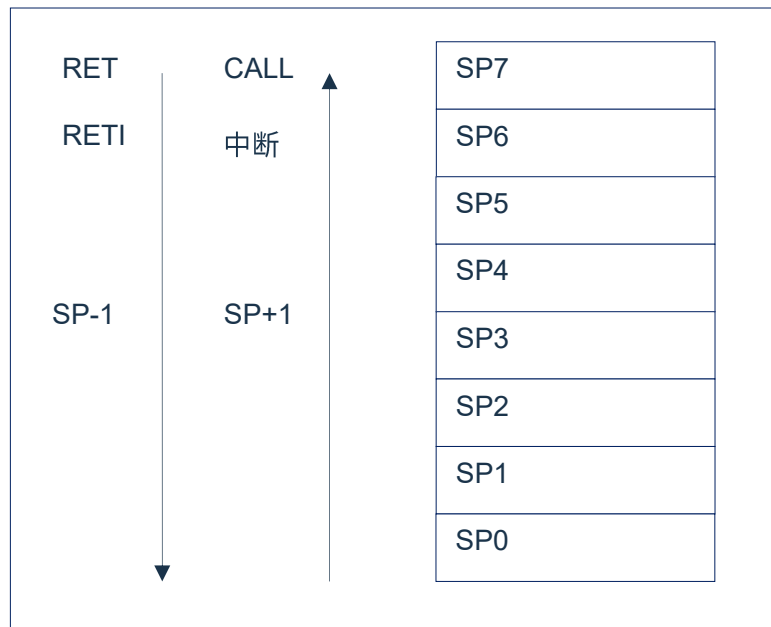 RET CALL SP7
RETI 中断 SP6
SP5
SP4
SP-1 SP+1 SP3
SP2
SP1
SP0